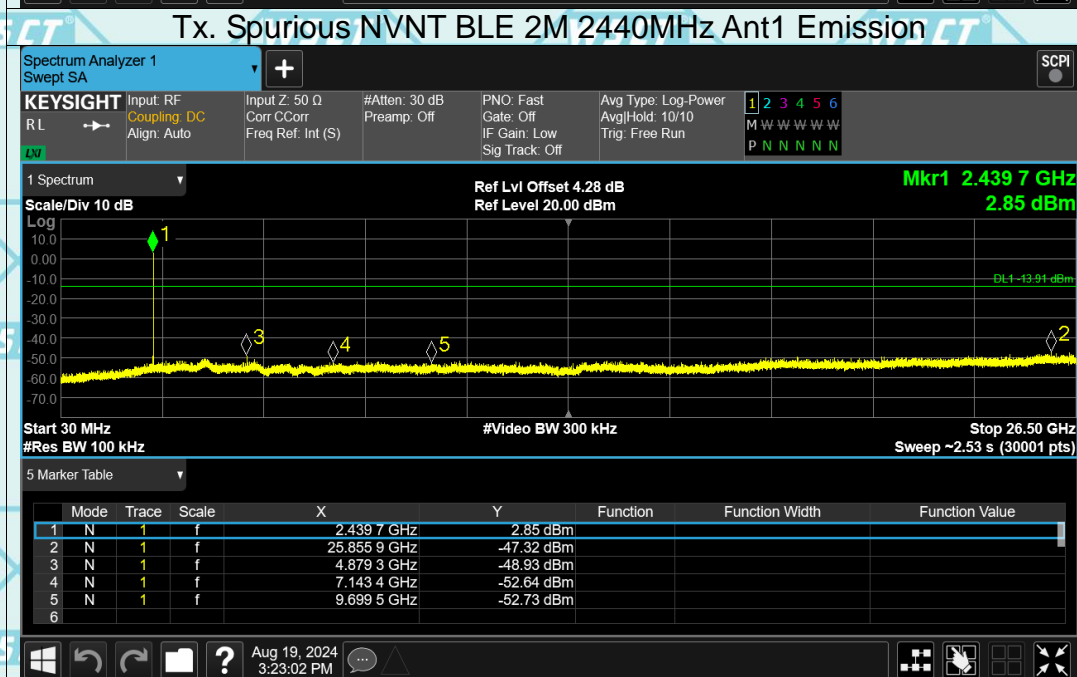 Tx. Spurious NVNT BLE 2M 2440MHz Ant1 Emission
Spectrum Analyzer 1
Swept SA
+
SCPI
KEYSIGHT
R L
LXI
Input: RF
Coupling: DC
Align: Auto
Input Z: 50 Ω
Corr CCorr
Freq Ref: Int (S)
#Atten: 30 dB
Preamp: Off
PNO: Fast
Gate: Off
IF Gain: Low
Sig Track: Off
Avg Type: Log-Power
Avg|Hold: 10/10
Trig: Free Run
1 2 3 4 5 6
M W W W W W
P N N N N N
1 Spectrum
Scale/Div 10 dB
Ref Lvl Offset 4.28 dB
Ref Level 20.00 dBm
Mkr1 2.439 7 GHz
2.85 dBm
Log
10.0
0.00
-10.0
-20.0
-30.0
-40.0
-50.0
-60.0
-70.0
1
3
4
5
2
DL1 -13.91 dBm
Start 30 MHz
#Res BW 100 kHz
#Video BW 300 kHz
Stop 26.50 GHz
Sweep ~2.53 s (30001 pts)
5 Marker Table
Mode Trace Scale X Y Function Function Width Function Value
1 N 1 f 2.439 7 GHz 2.85 dBm
2 N 1 f 25.855 9 GHz -47.32 dBm
3 N 1 f 4.879 3 GHz -48.93 dBm
4 N 1 f 7.143 4 GHz -52.64 dBm
5 N 1 f 9.699 5 GHz -52.73 dBm
6
?
Aug 19, 2024
3:23:02 PM